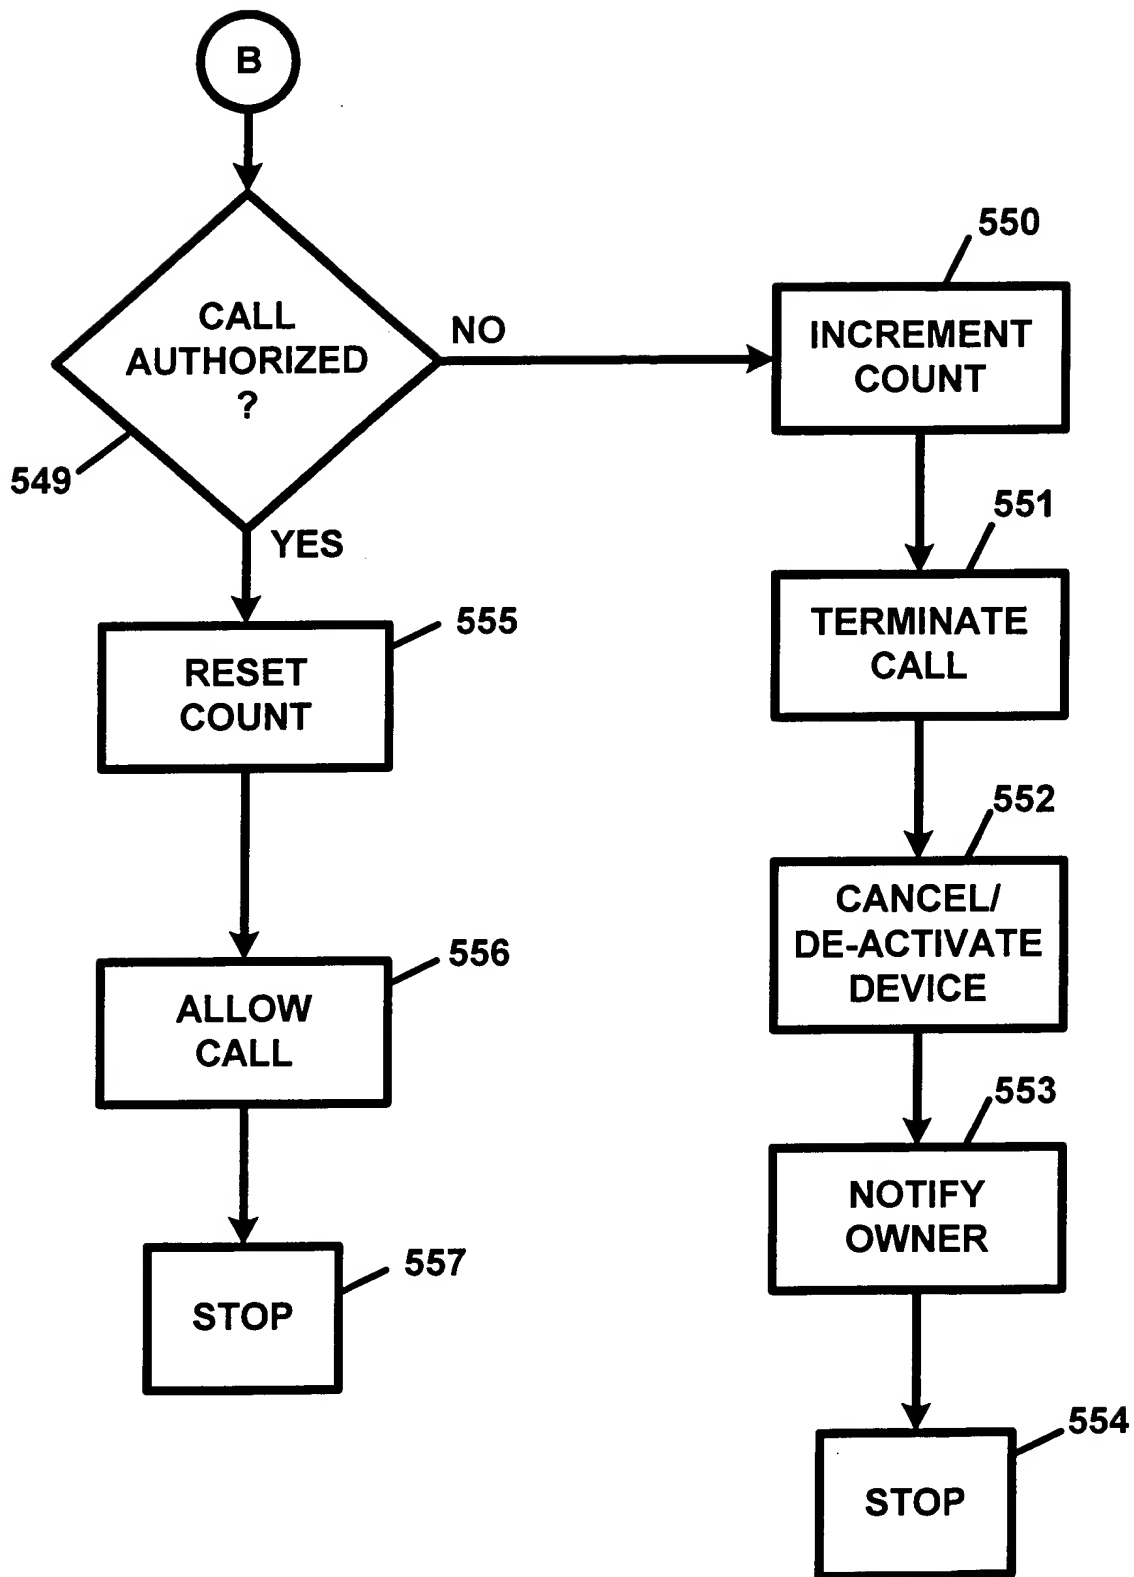 B
CALL
AUTHORIZED
?
549
NO
YES
550
INCREMENT
COUNT
551
TERMINATE
CALL
552
CANCEL/
DE-ACTIVATE
DEVICE
553
NOTIFY
OWNER
554
STOP
555
RESET
COUNT
556
ALLOW
CALL
557
STOP